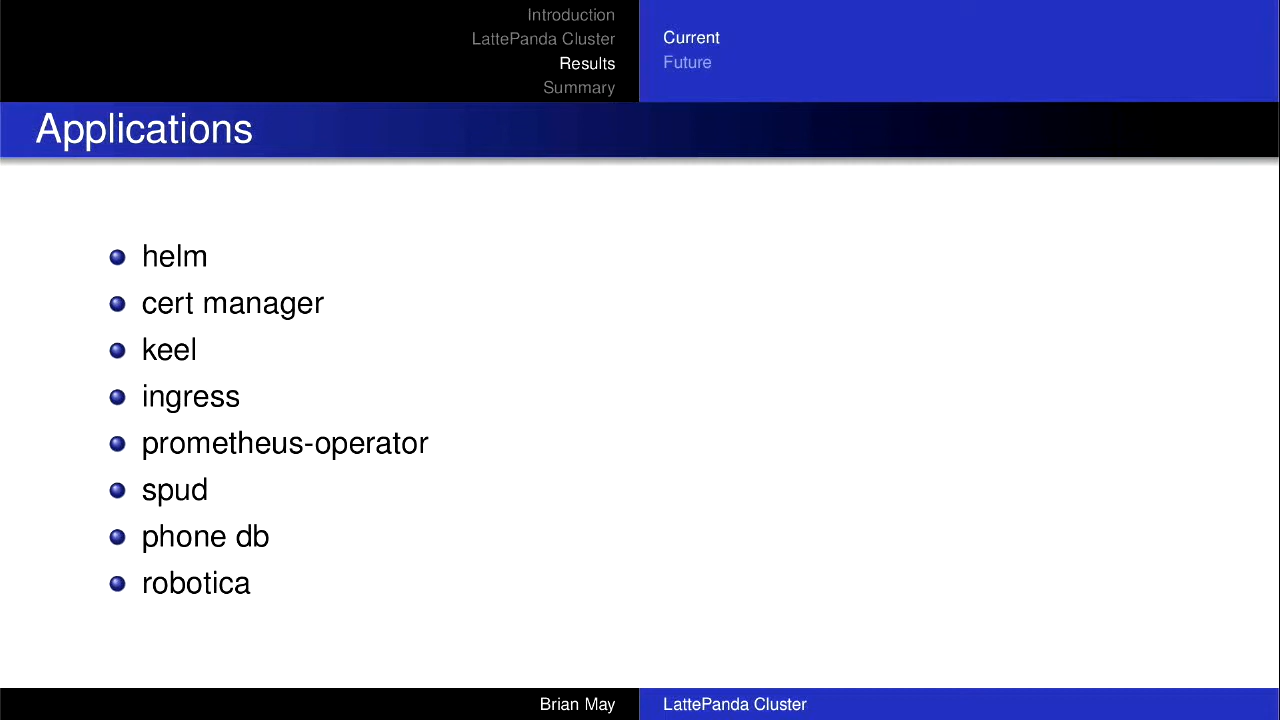 Introduction
LattePanda Cluster
Results
Summary
Current
Future
Applications
helm
cert manager
keel
ingress
prometheus-operator
spud
phone db
robotica
Brian May
LattePanda Cluster